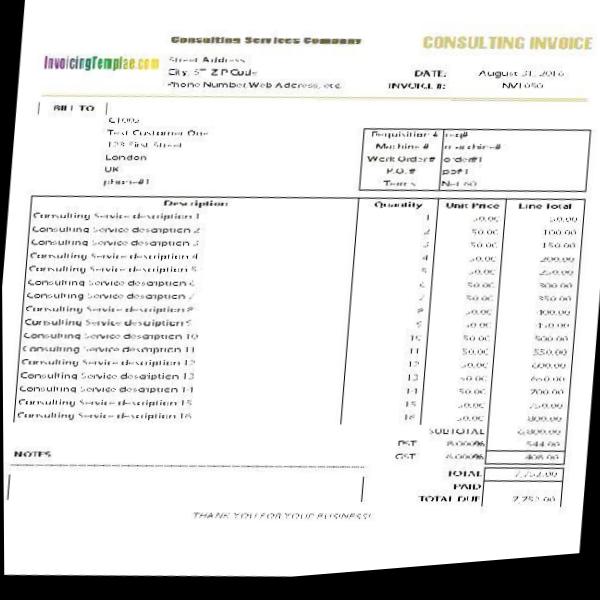 Consulting Services Company
CONSULTING INVOICE
InvoicingTemplae.com
Street Address
City, ST ZIP Code
Phone Number,Web Address, etc.
DATE: August 31, 2016
INVOICE #:
BILL TO
C1002
Test Customer One
123 First Street
London
UK
phone#1
Requisition # req#
Machine # machine#
Work Order# order#1
P.O.# po#1
Terms Net 60
Description Quantity Unit Price Line Total
Consulting Service description 1 1 50.00 50.00
Consulting Service description 2 2 50.00 100.00
Consulting Service description 3 3 50.00 150.00
Consulting Service description 4 4 50.00 200.00
Consulting Service description 5 5 50.00 250.00
Consulting Service description 6 6 50.00 300.00
Consulting Service description 7 7 50.00 350.00
Consulting Service description 8 8 50.00 400.00
Consulting Service description 9 9 50.00 450.00
Consulting Service description 10 10 50.00 500.00
Consulting Service description 11 11 50.00 550.00
Consulting Service description 12 12 50.00 600.00
Consulting Service description 13 13 50.00 650.00
Consulting Service description 14 14 50.00 700.00
Consulting Service description 15 15 50.00 750.00
Consulting Service description 16 16 50.00 800.00
SUBTOTAL 6,800.00
PST 8.000% 544.00
GST 6.000% 408.00
NOTES
TOTAL 7,752.00
PAID
TOTAL DUE 7,752.00
THANK YOU FOR YOUR BUSINESS!